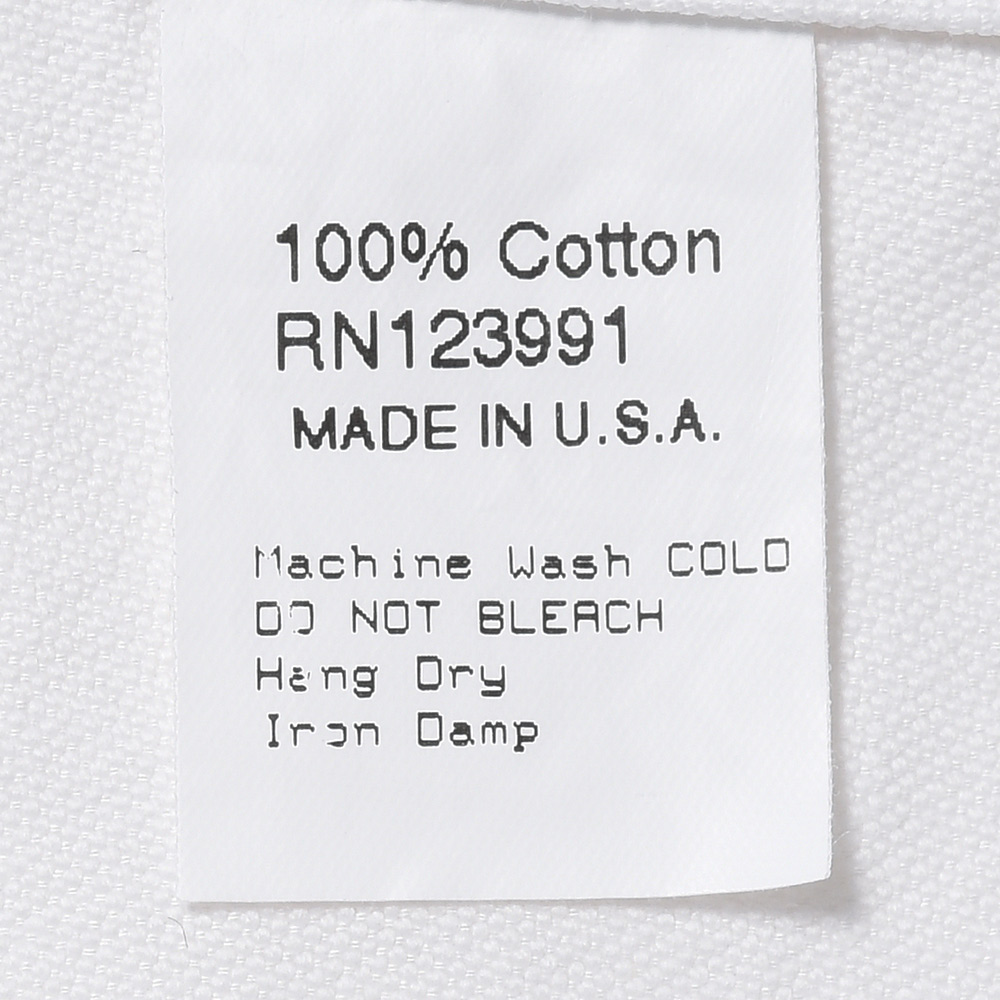 100% Cotton
RN123991
MADE IN U.S.A.
Machine Wash COLD
DO NOT BLEACH
Hang Dry
Iron Damp